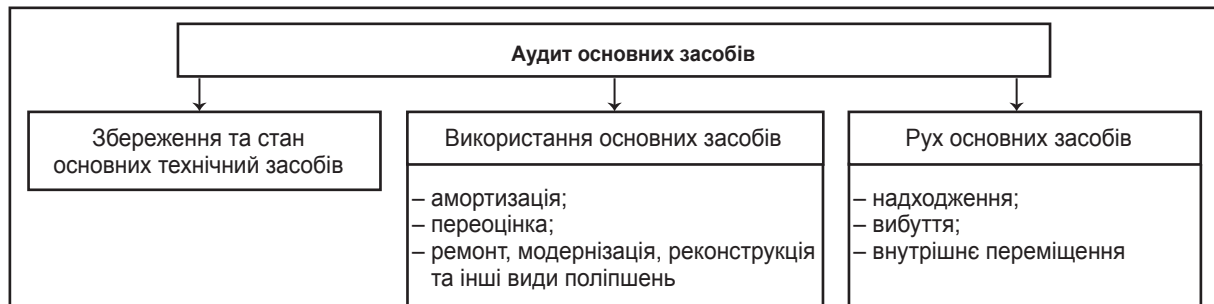 Аудит основних засобів
Збереження та стан
основних технічний засобів
Використання основних засобів
– амортизація;
– переоцінка;
– ремонт, модернізація, реконструкція
та інші види поліпшень
Рух основних засобів
– надходження;
– вибуття;
– внутрішнє переміщення